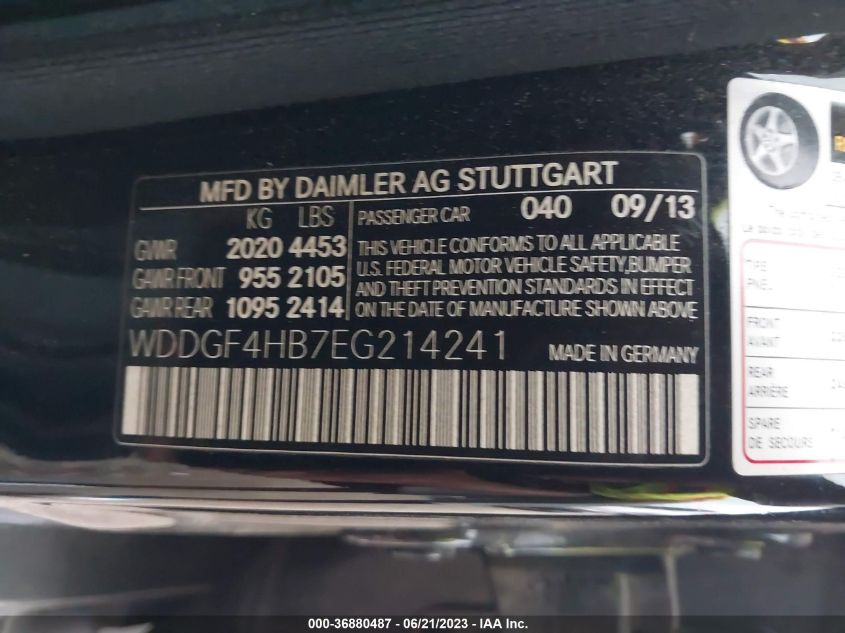 MFD BY DAIMLER AG STUTTGART
KG LBS
GVWR 2020 4453
GAWR FRONT 955 2105
GAWR REAR 1095 2414
PASSENGER CAR 040 09/13
THIS VEHICLE CONFORMS TO ALL APPLICABLE
U.S. FEDERAL MOTOR VEHICLE SAFETY,BUMPER
AND THEFT PREVENTION STANDARDS IN EFFECT
ON THE DATE OF MANUFACTURE SHOWN ABOVE
WDDGF4HB7EG214241 MADE IN GERMANY
TIRE
PNEU
FRONT
AVANT
REAR
ARRIÈRE
SPARE
DE SECOURS
000-36880487 - 06/21/2023 - IAA Inc.